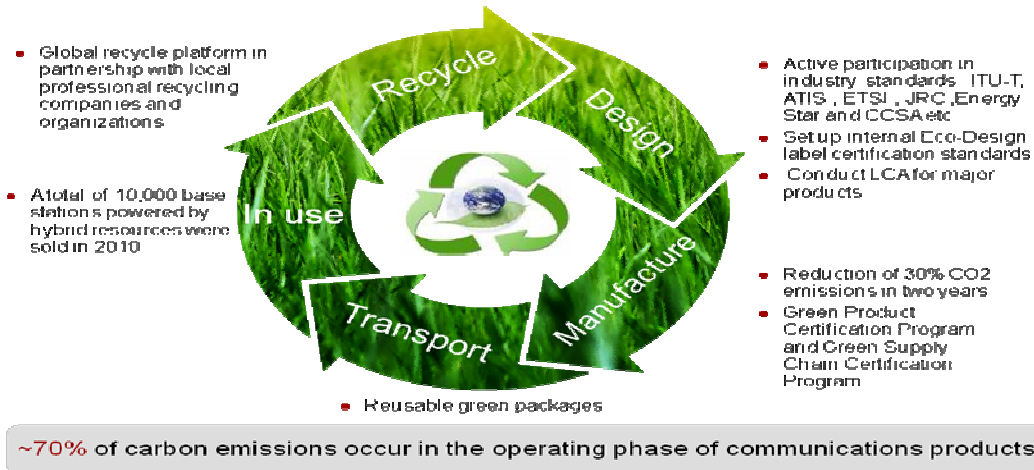 Global recycle platform in
partnership with local
professional recycling
companies and
organizations
A total of 10,000 base
stations powered by
hybrid resources were
sold in 2010
Recycle
Design
Manufacture
Transport
In use
Active participation in
industry standards ITU-T,
ATIS , ETSI , JRC ,Energy
Star and CCSA etc
Set up internal Eco-Design
label certification standards
Conduct LCA for major
products
Reduction of 30% CO2
emissions in two years
Green Product
Certification Program
and Green Supply
Chain Certification
Program
Reusable green packages
~70% of carbon emissions occur in the operating phase of communications products